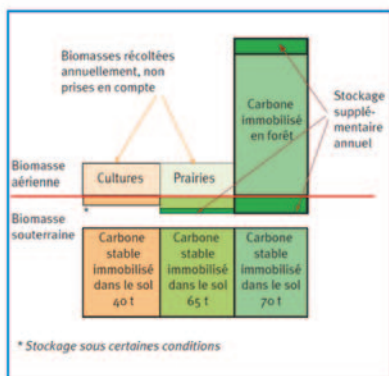 Biomasses récoltées
annuellement, non
prises en compte
Carbone
immobilisé
en forêt
Stockage
supplé-
mentaire
annuel
Biomasse
aérienne
Cultures
Prairies
Biomasse
souterraine
*
Carbone
stable
immobilisé
dans le sol
40 t
Carbone
stable
immobilisé
dans le sol
65 t
Carbone
stable
immobilisé
dans le sol
70 t
* Stockage sous certaines conditions